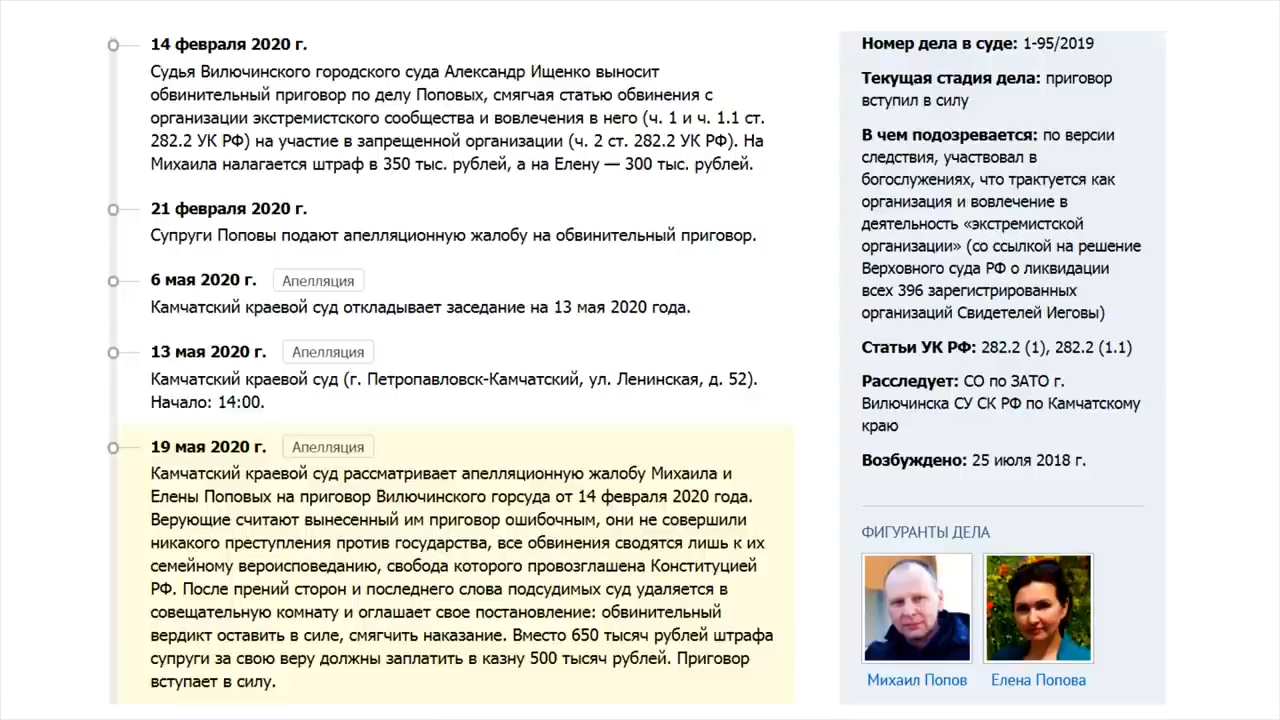 14 февраля 2020 г.
Судья Вилючинского городского суда Александр Ищенко выносит
обвинительный приговор по делу Поповых, смягчая статью обвинения с
организации экстремистского сообщества и вовлечения в него (ч. 1 и ч. 1.1 ст.
282.2 УК РФ) на участие в запрещенной организации (ч. 2 ст. 282.2 УК РФ). На
Михаила налагается штраф в 350 тыс. рублей, а на Елену — 300 тыс. рублей.
21 февраля 2020 г.
Супруги Поповы подают апелляционную жалобу на обвинительный приговор.
6 мая 2020 г. Апелляция
Камчатский краевой суд откладывает заседание на 13 мая 2020 года.
13 мая 2020 г. Апелляция
Камчатский краевой суд (г. Петропавловск-Камчатский, ул. Ленинская, д. 52).
Начало: 14:00.
19 мая 2020 г. Апелляция
Камчатский краевой суд рассматривает апелляционную жалобу Михаила и
Елены Поповых на приговор Вилючинского горсуда от 14 февраля 2020 года.
Верующие считают вынесенный им приговор ошибочным, они не совершили
никакого преступления против государства, все обвинения сводятся лишь к их
семейному вероисповеданию, свобода которого провозглашена Конституцией
РФ. После прений сторон и последнего слова подсудимых суд удаляется в
совещательную комнату и оглашает свое постановление: обвинительный
вердикт оставить в силе, смягчить наказание. Вместо 650 тысяч рублей штрафа
супруги за свою веру должны заплатить в казну 500 тысяч рублей. Приговор
вступает в силу.
Номер дела в суде: 1-95/2019
Текущая стадия дела: приговор
вступил в силу
В чем подозревается: по версии
следствия, участвовал в
богослужениях, что трактуется как
организация и вовлечение в
деятельность «экстремистской
организации» (со ссылкой на решение
Верховного суда РФ о ликвидации
всех 396 зарегистрированных
организаций Свидетелей Иеговы)
Статьи УК РФ: 282.2 (1), 282.2 (1.1)
Расследует: СО по ЗАТО г.
Вилючинска СУ СК РФ по Камчатскому
краю
Возбуждено: 25 июля 2018 г.
ФИГУРАНТЫ ДЕЛА
Михаил Попов
Елена Попова